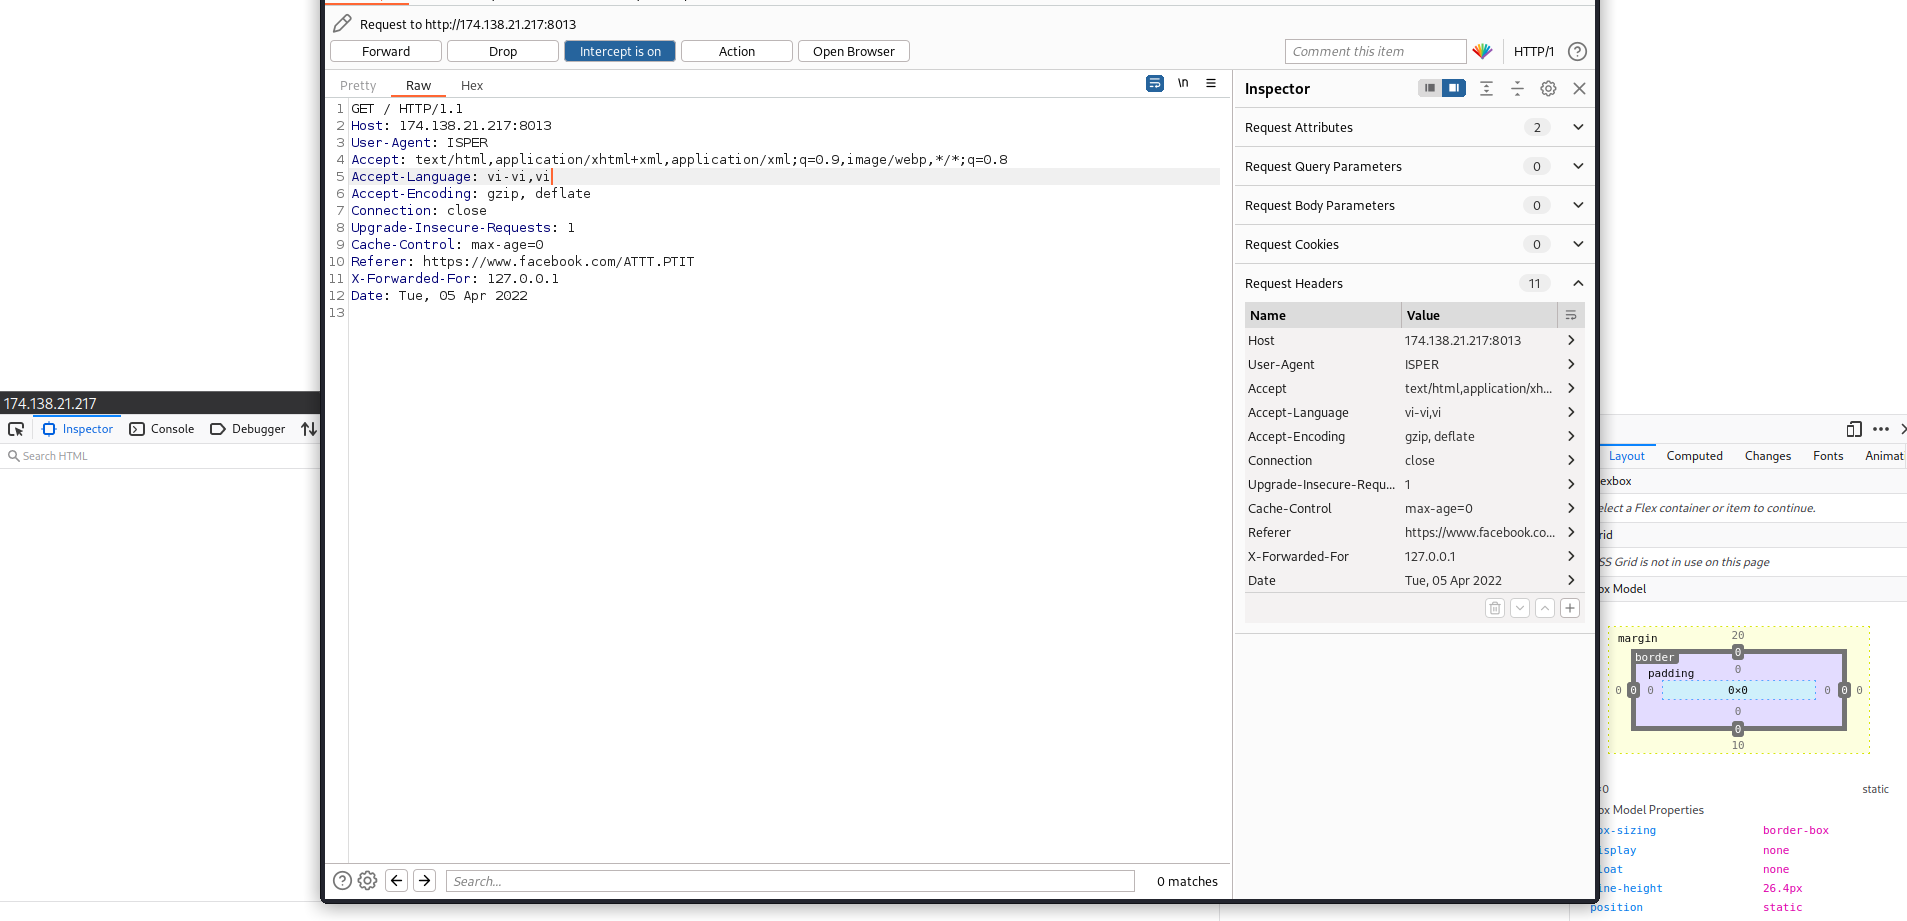 Request to http://174.138.21.217:8013
Forward Drop Intercept is on Action Open Browser Comment this item HTTP/1 ?
Pretty Raw Hex \n
1 GET / HTTP/1.1
2 Host: 174.138.21.217:8013
3 User-Agent: ISPER
4 Accept: text/html,application/xhtml+xml,application/xml;q=0.9,image/webp,*/*;q=0.8
5 Accept-Language: vi-vi,vi
6 Accept-Encoding: gzip, deflate
7 Connection: close
8 Upgrade-Insecure-Requests: 1
9 Cache-Control: max-age=0
10 Referer: https://www.facebook.com/ATTT.PTIT
11 X-Forwarded-For: 127.0.0.1
12 Date: Tue, 05 Apr 2022
13
Inspector
Request Attributes 2
Request Query Parameters 0
Request Body Parameters 0
Request Cookies 0
Request Headers 11
Name Value
Host 174.138.21.217:8013
User-Agent ISPER
Accept text/html,application/xh...
Accept-Language vi-vi,vi
Accept-Encoding gzip, deflate
Connection close
Upgrade-Insecure-Requ... 1
Cache-Control max-age=0
Referer https://www.facebook.co...
X-Forwarded-For 127.0.0.1
Date Tue, 05 Apr 2022
? Search... 0 matches
174.138.21.217
Inspector Console Debugger
Search HTML
Layout Computed Changes Fonts Animat
exbox
elect a Flex container or item to continue.
rid
SS Grid is not in use on this page
ox Model
margin 20
border 0
padding 0
0 0 0 0×0 0 0 0
0
0
10
×0 static
ox Model Properties
ox-sizing border-box
isplay none
loat none
ine-height 26.4px
position static